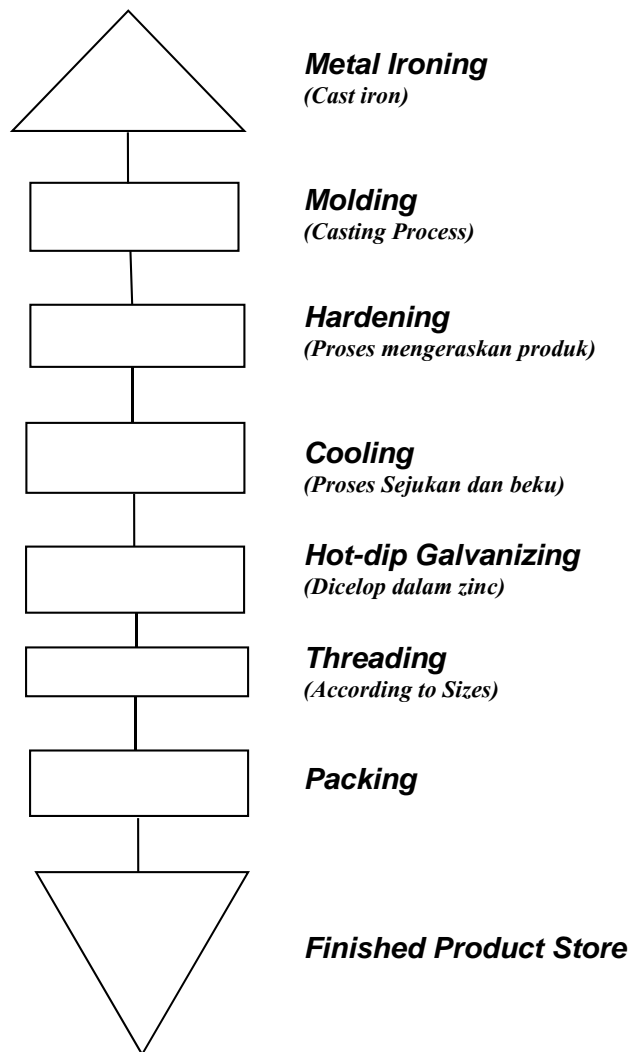 Metal Ironing
(Cast iron)
Molding
(Casting Process)
Hardening
(Proses mengeraskan produk)
Cooling
(Proses Sejukan dan beku)
Hot-dip Galvanizing
(Dicelop dalam zinc)
Threading
(According to Sizes)
Packing
Finished Product Store